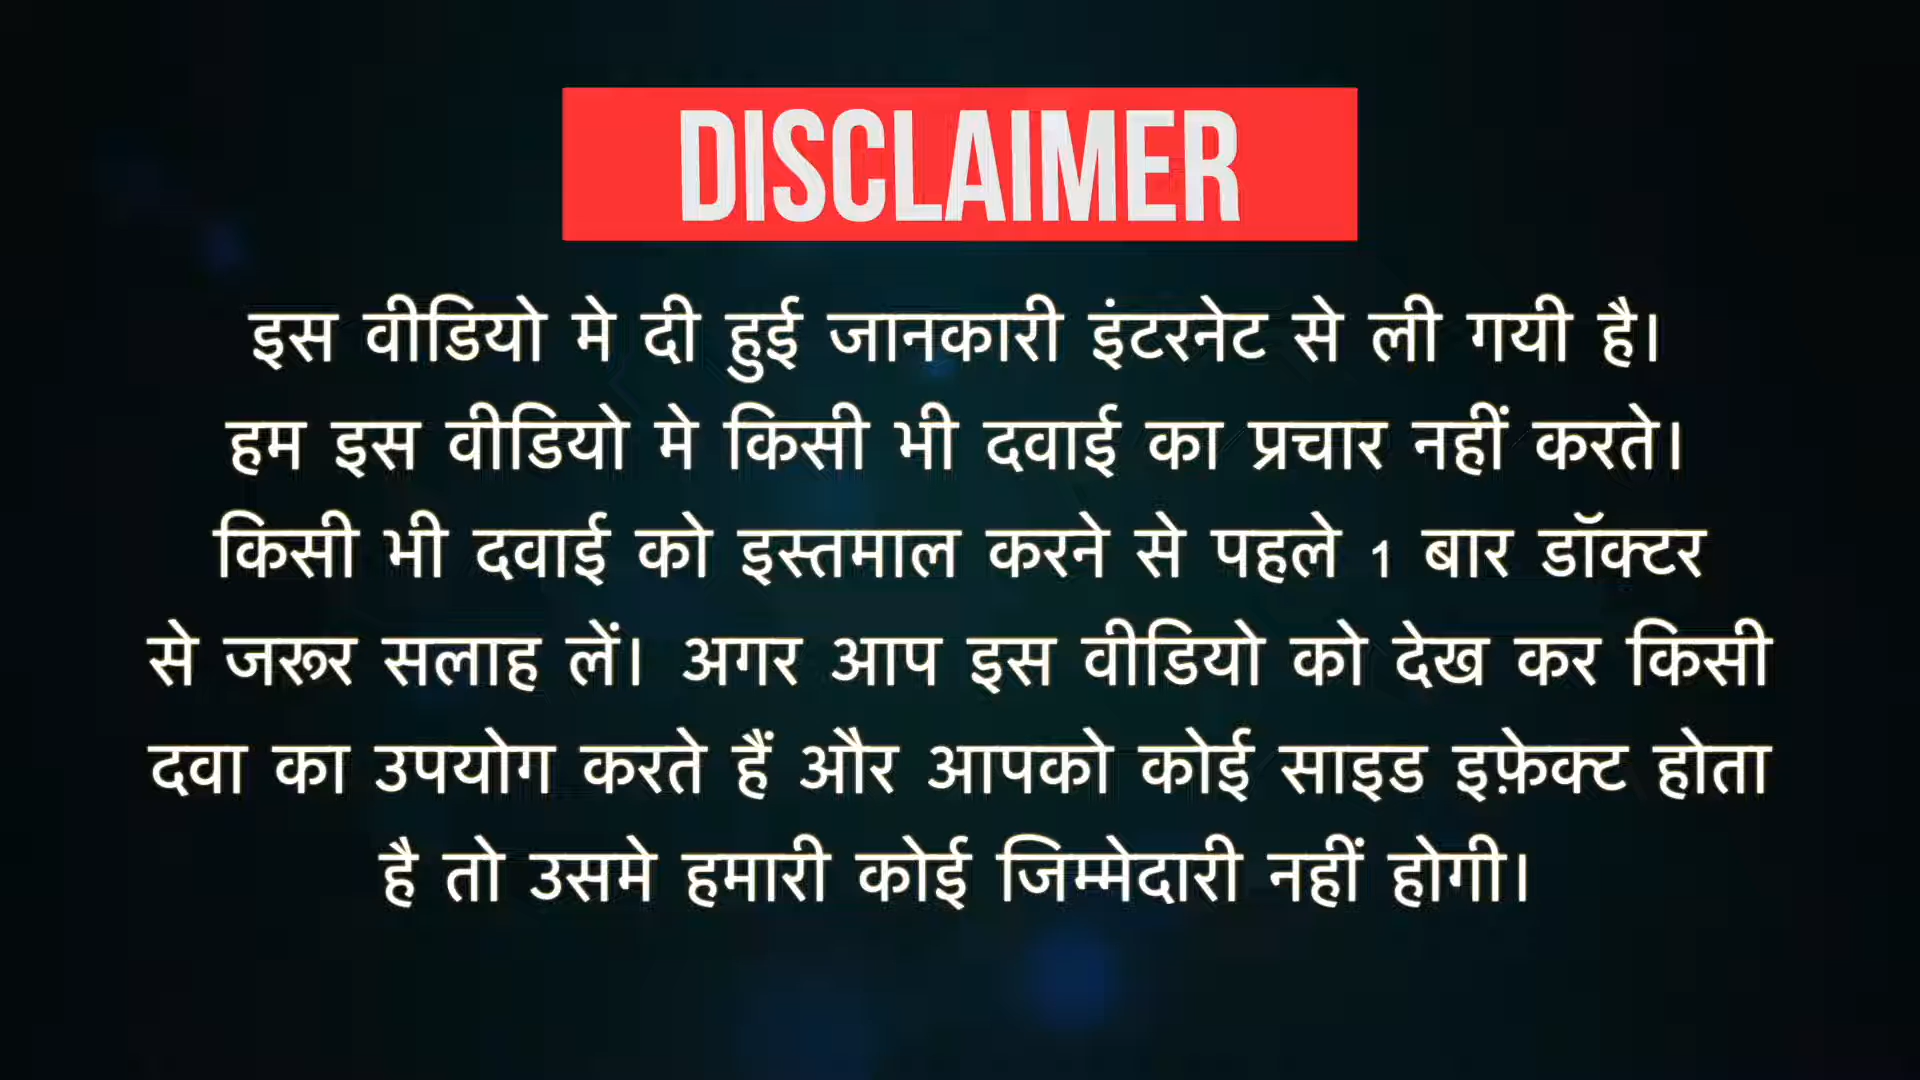 DISCLAIMER
इस वीडियो मे दी हुई जानकारी इंटरनेट से ली गयी है।
हम इस वीडियो मे किसी भी दवाई का प्रचार नहीं करते।
किसी भी दवाई को इस्तमाल करने से पहले 1 बार डॉक्टर
से जरूर सलाह लें। अगर आप इस वीडियो को देख कर किसी
दवा का उपयोग करते हैं और आपको कोई साइड इफ़ेक्ट होता
है तो उसमे हमारी कोई जिम्मेदारी नहीं होगी।